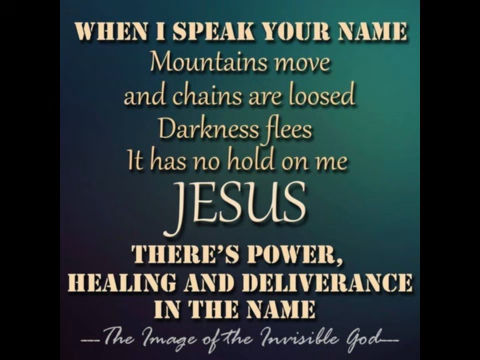 WHEN I SPEAK YOUR NAME
Mountains move
and chains are loosed
Darkness flees
It has no hold on me
JESUS
THERE'S POWER,
HEALING AND DELIVERANCE
IN THE NAME
---The Image of the Invisible God---